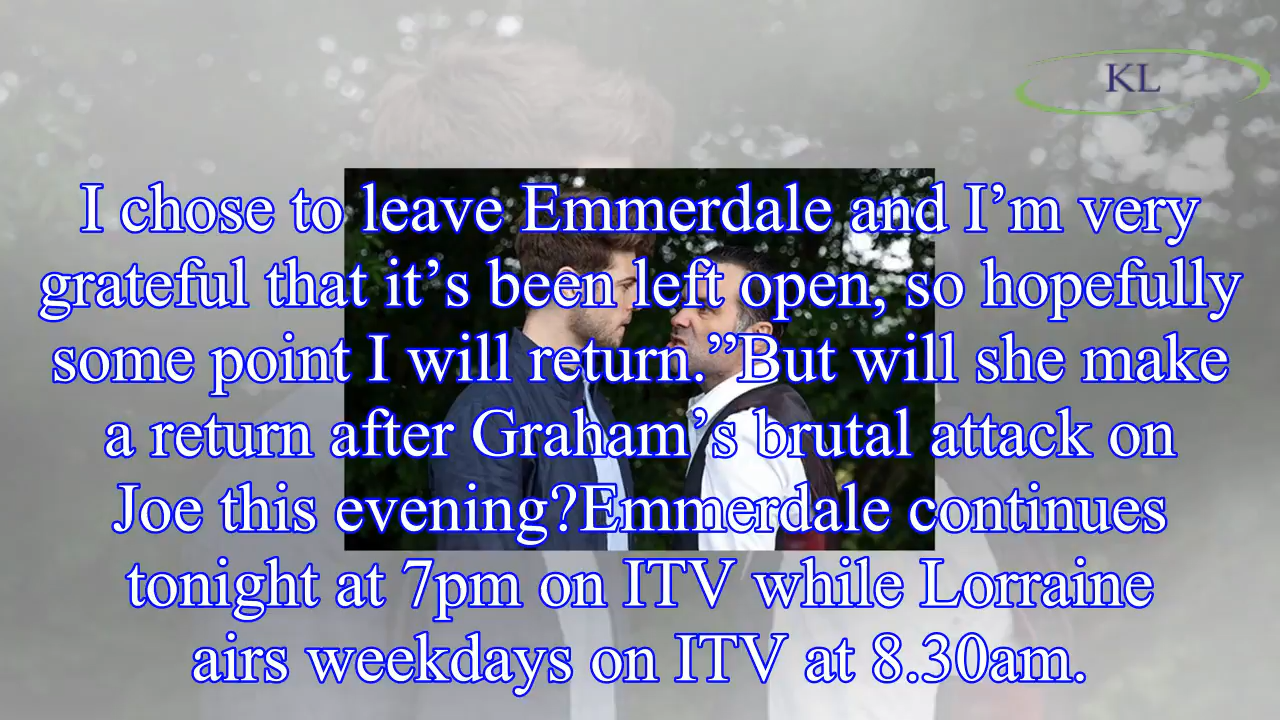 KL
I chose to leave Emmerdale and I’m very
grateful that it’s been left open, so hopefully
some point I will return.”But will she make
a return after Graham’s brutal attack on
Joe this evening?Emmerdale continues
tonight at 7pm on ITV while Lorraine
airs weekdays on ITV at 8.30am.